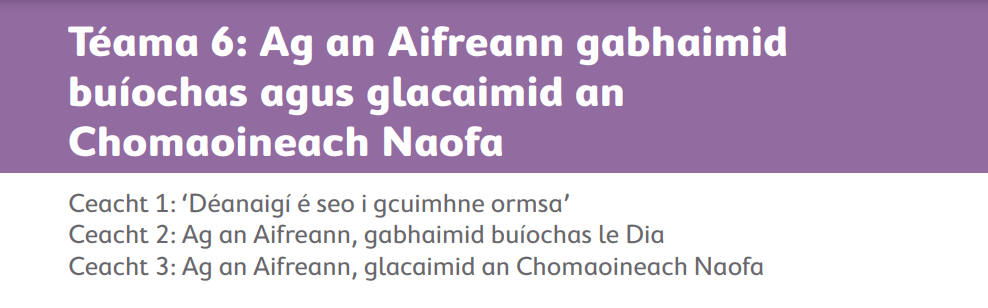 Téama 6: Ag an Aifreann gabhaimid
buíochas agus glacaimid an
Chomaoineach Naofa
Ceacht 1: ‘Déanaigí é seo i gcuimhne ormsa’
Ceacht 2: Ag an Aifreann, gabhaimid buíochas le Dia
Ceacht 3: Ag an Aifreann, glacaimid an Chomaoineach Naofa